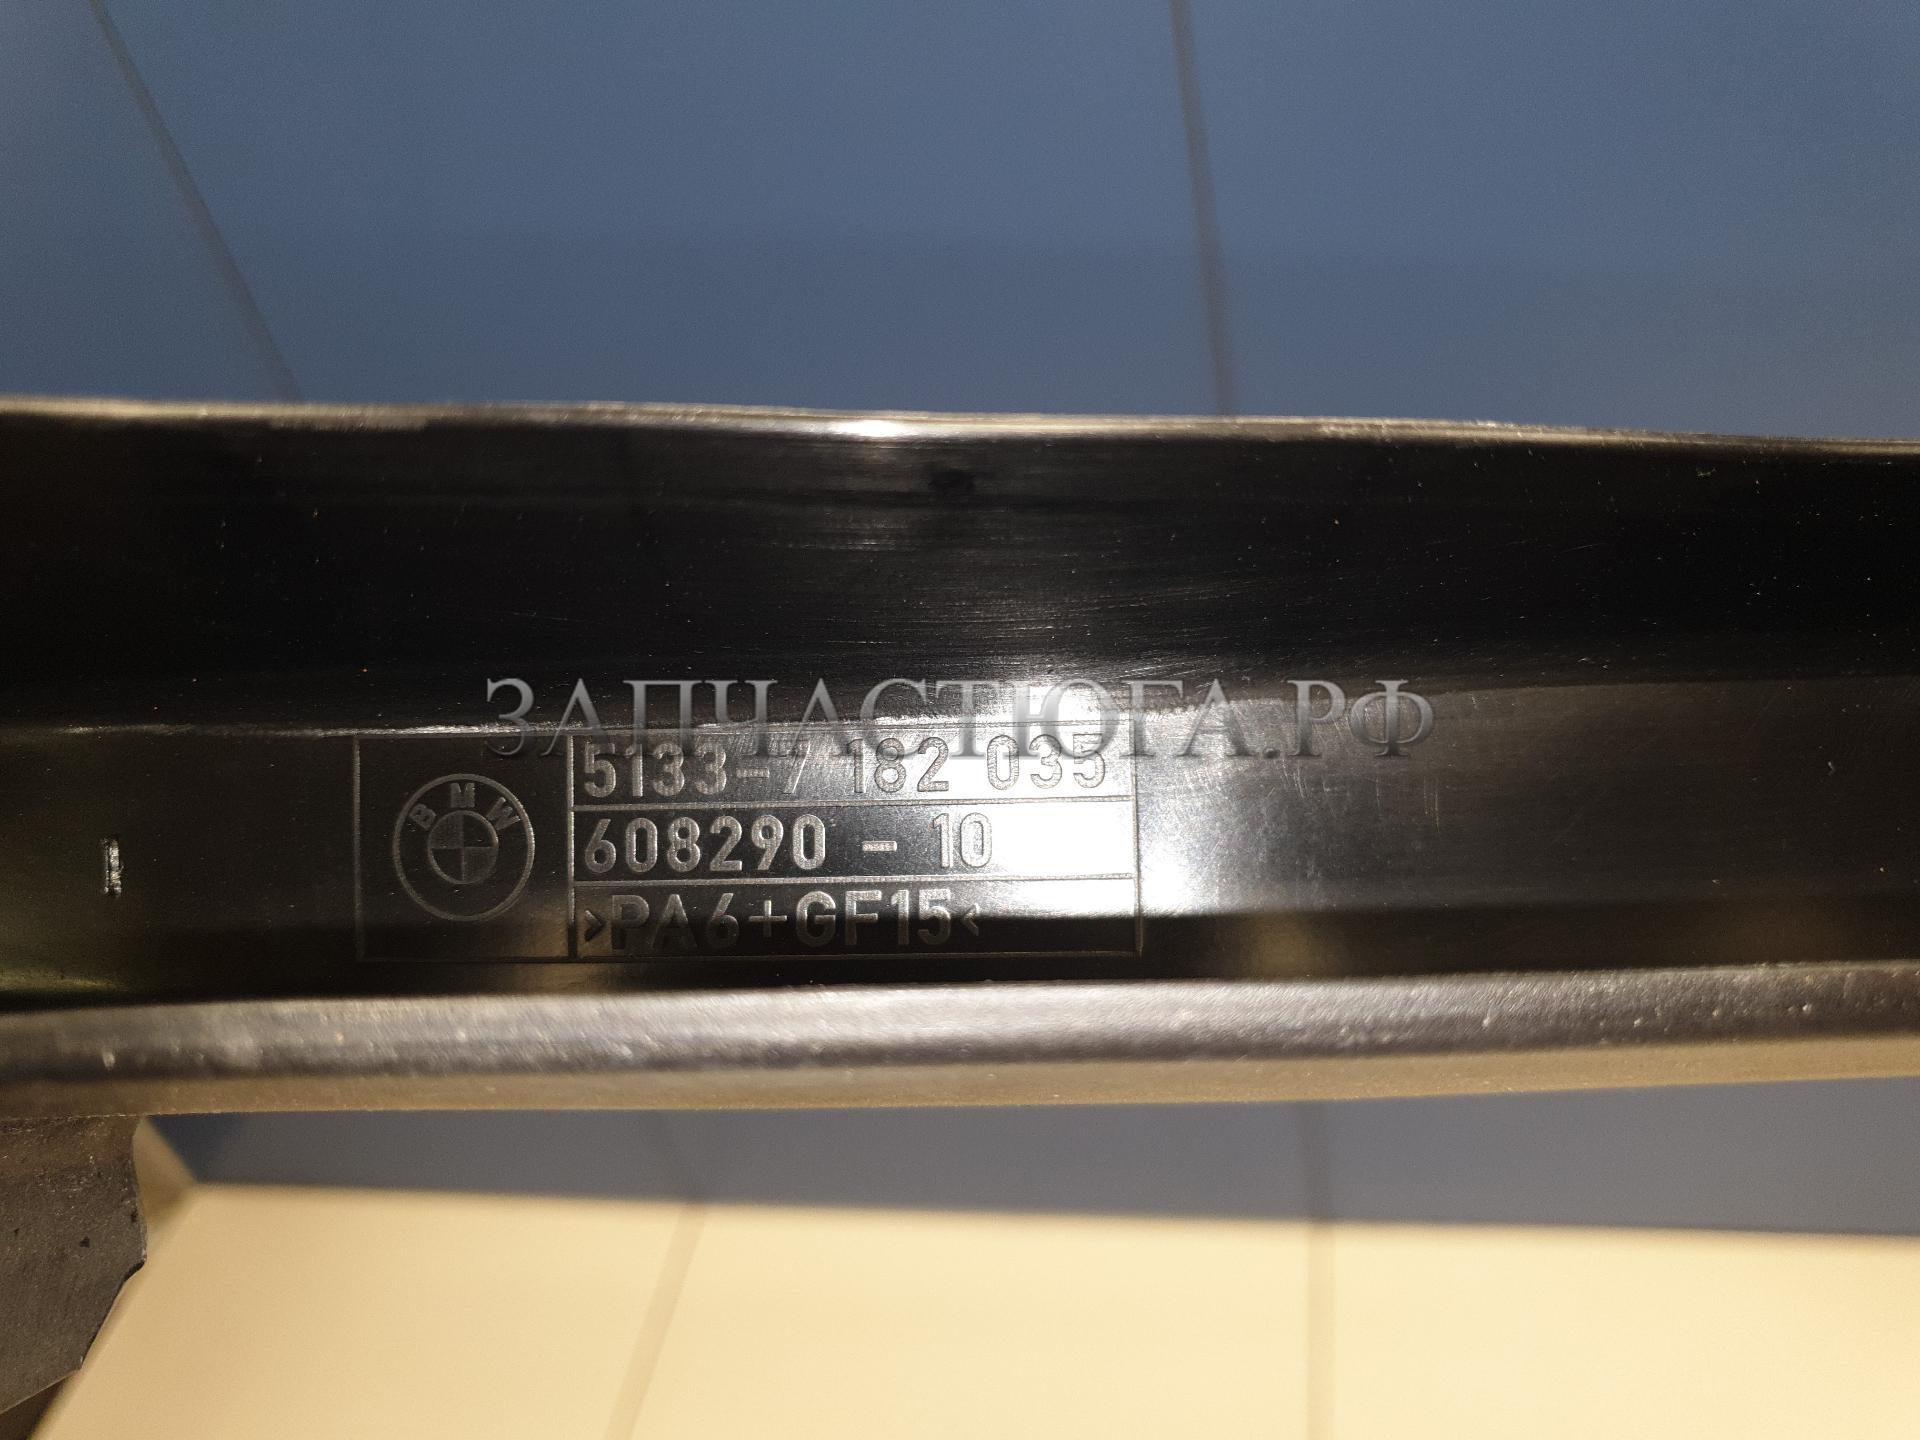 ЗАПЧАСТЮГА.РФ
5133-7 182 035
BMW
608290 - 10
>PA6+GF15<